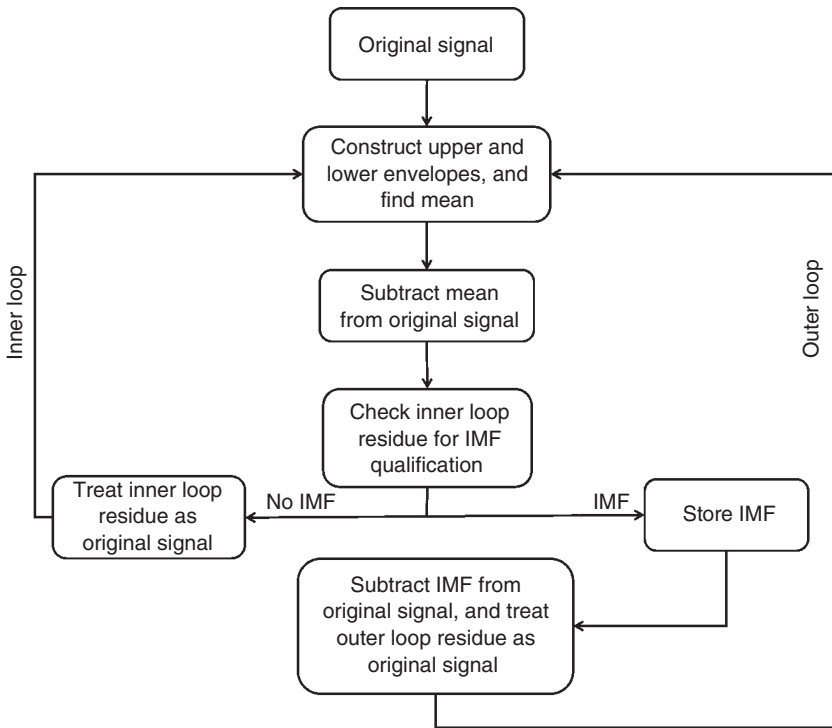 Original signal
Construct upper and
lower envelopes, and
find mean
Inner loop
Outer loop
Subtract mean
from original signal
Check inner loop
residue for IMF
qualification
Treat inner loop
residue as
original signal
No IMF
IMF
Store IMF
Subtract IMF from
original signal, and treat
outer loop residue as
original signal